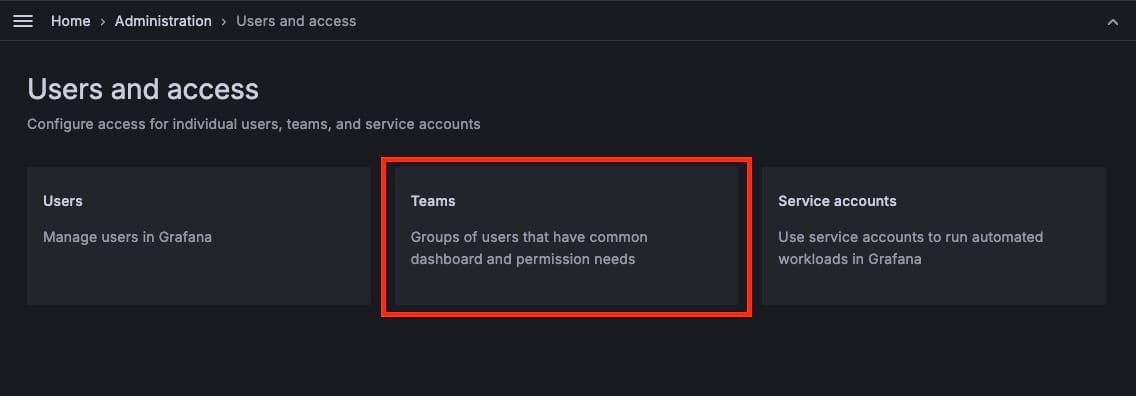 Home › Administration › Users and access
Users and access
Configure access for individual users, teams, and service accounts
Users
Manage users in Grafana
Teams
Groups of users that have common
dashboard and permission needs
Service accounts
Use service accounts to run automated
workloads in Grafana